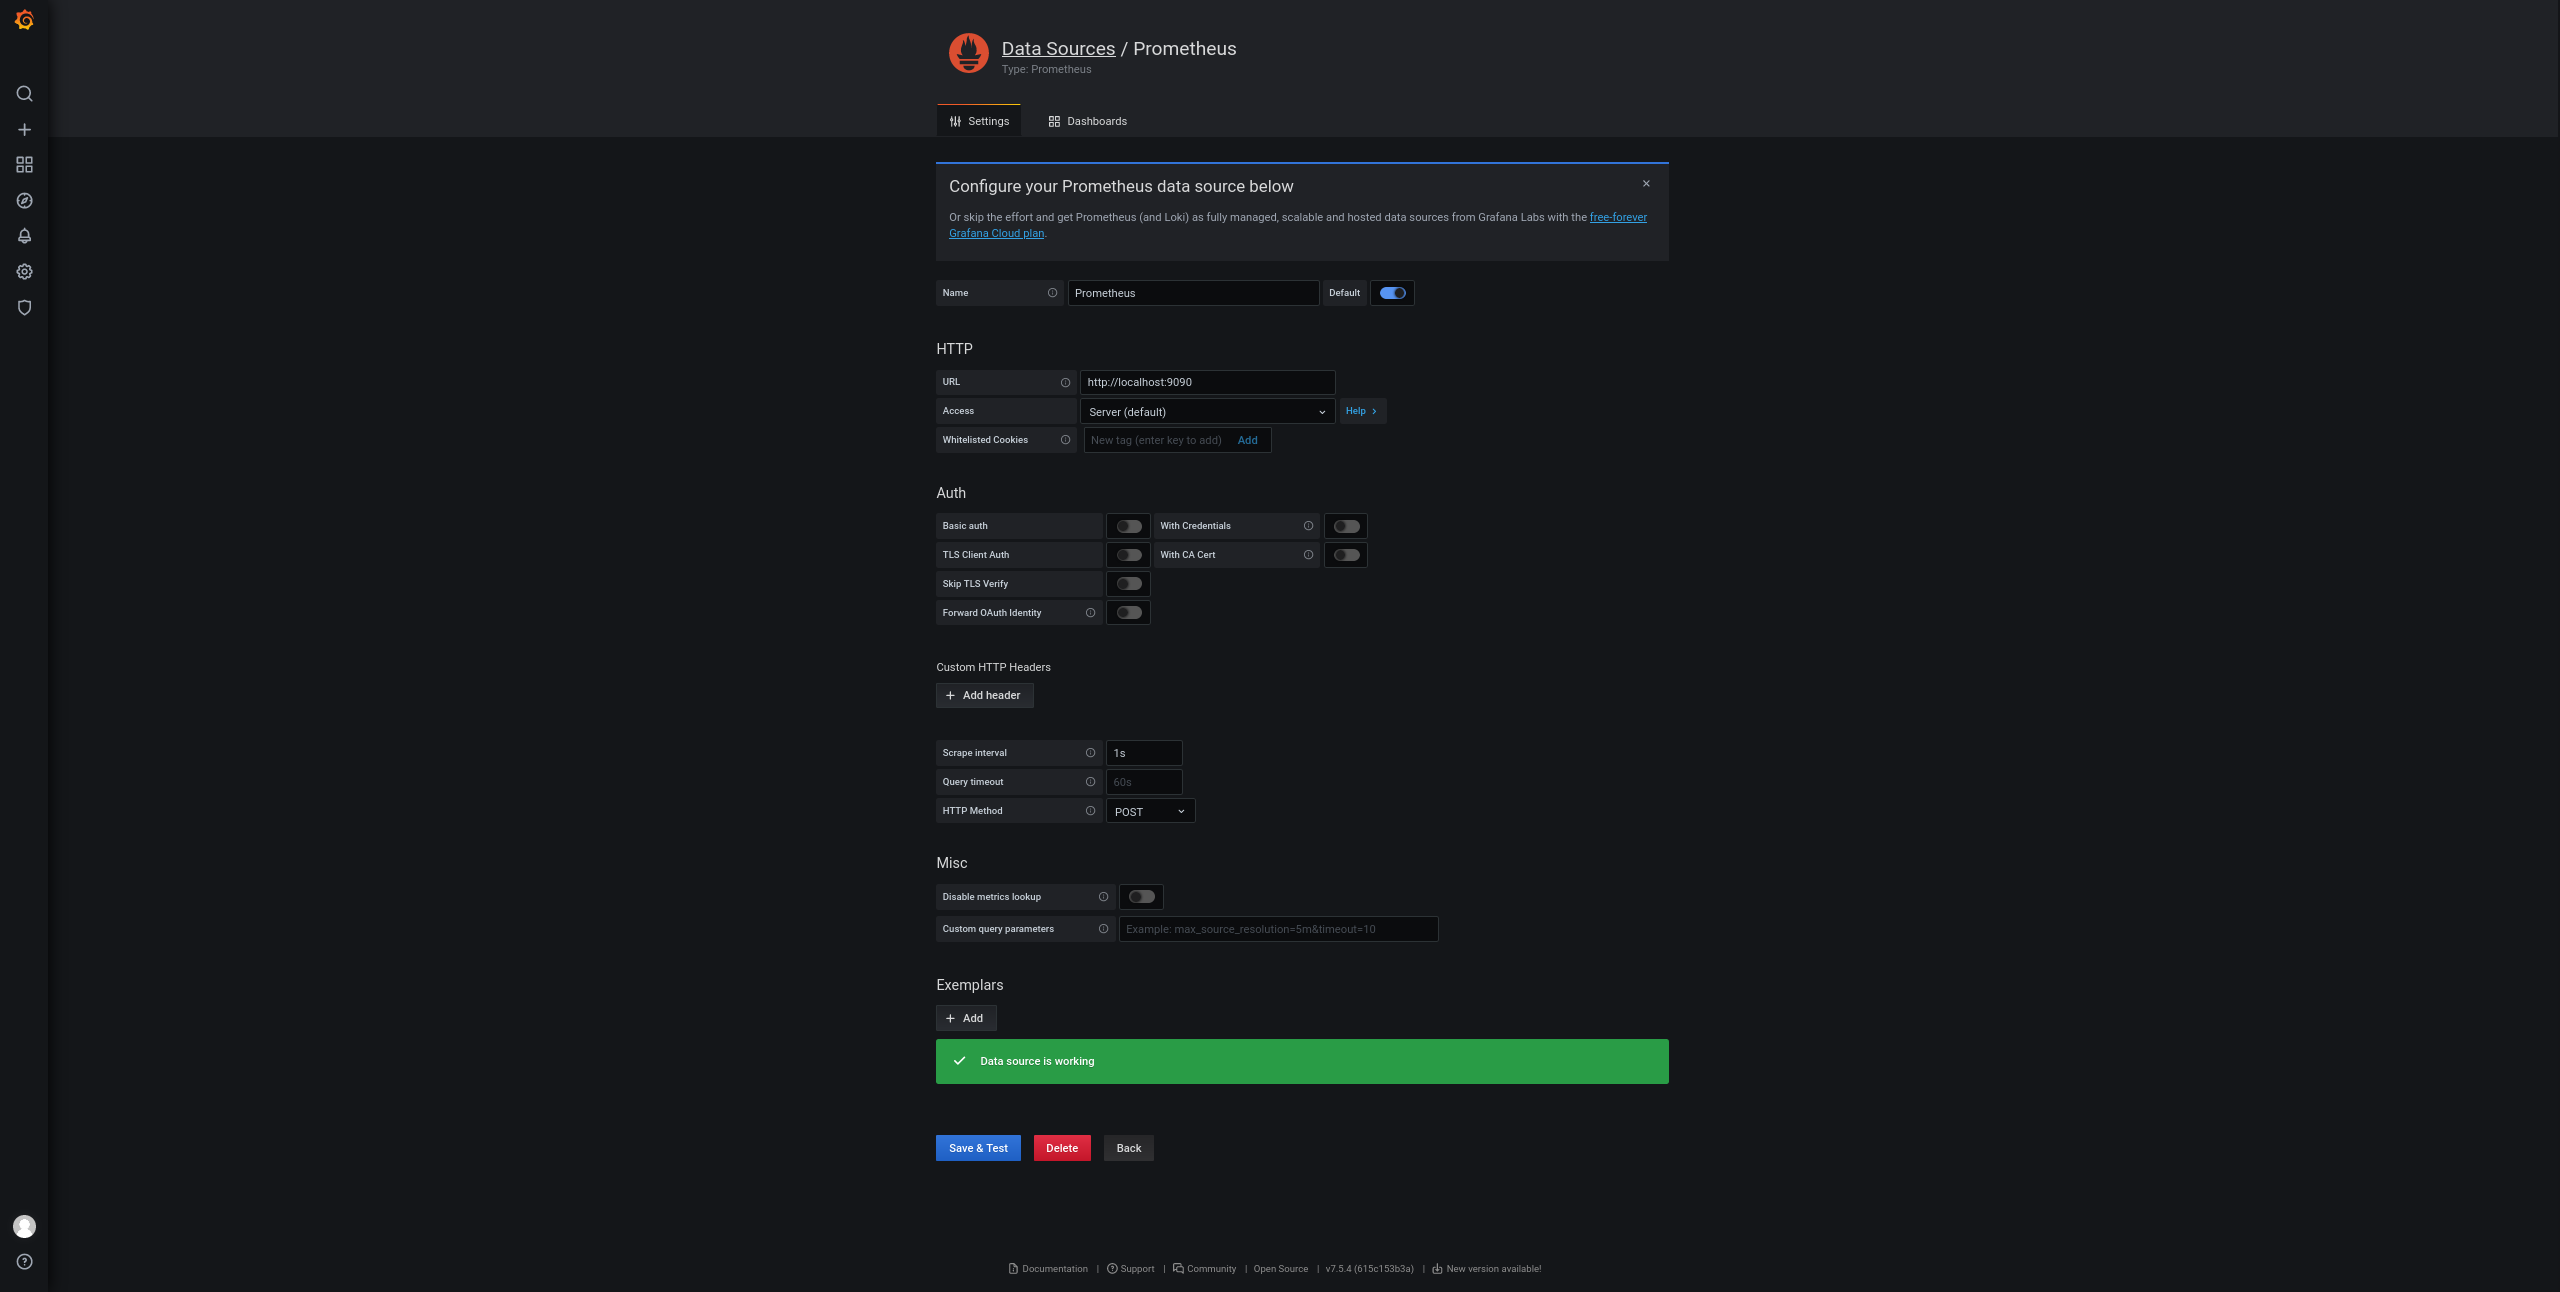 Data Sources / Prometheus
Type: Prometheus
Settings
Dashboards
Configure your Prometheus data source below
Or skip the effort and get Prometheus (and Loki) as fully managed, scalable and hosted data sources from Grafana Labs with the free-forever
Grafana Cloud plan.
Name
Prometheus
Default
HTTP
URL
http://localhost:9090
Access
Server (default)
Help
Whitelisted Cookies
New tag (enter key to add)
Add
Auth
Basic auth
With Credentials
TLS Client Auth
With CA Cert
Skip TLS Verify
Forward OAuth Identity
Custom HTTP Headers
Add header
Scrape interval
1s
Query timeout
60s
HTTP Method
POST
Misc
Disable metrics lookup
Custom query parameters
Example: max_source_resolution=5m&timeout=10
Exemplars
Add
Data source is working
Save & Test
Delete
Back
Documentation | Support | Community | Open Source | v7.5.4 (615c153b3a) | New version available!